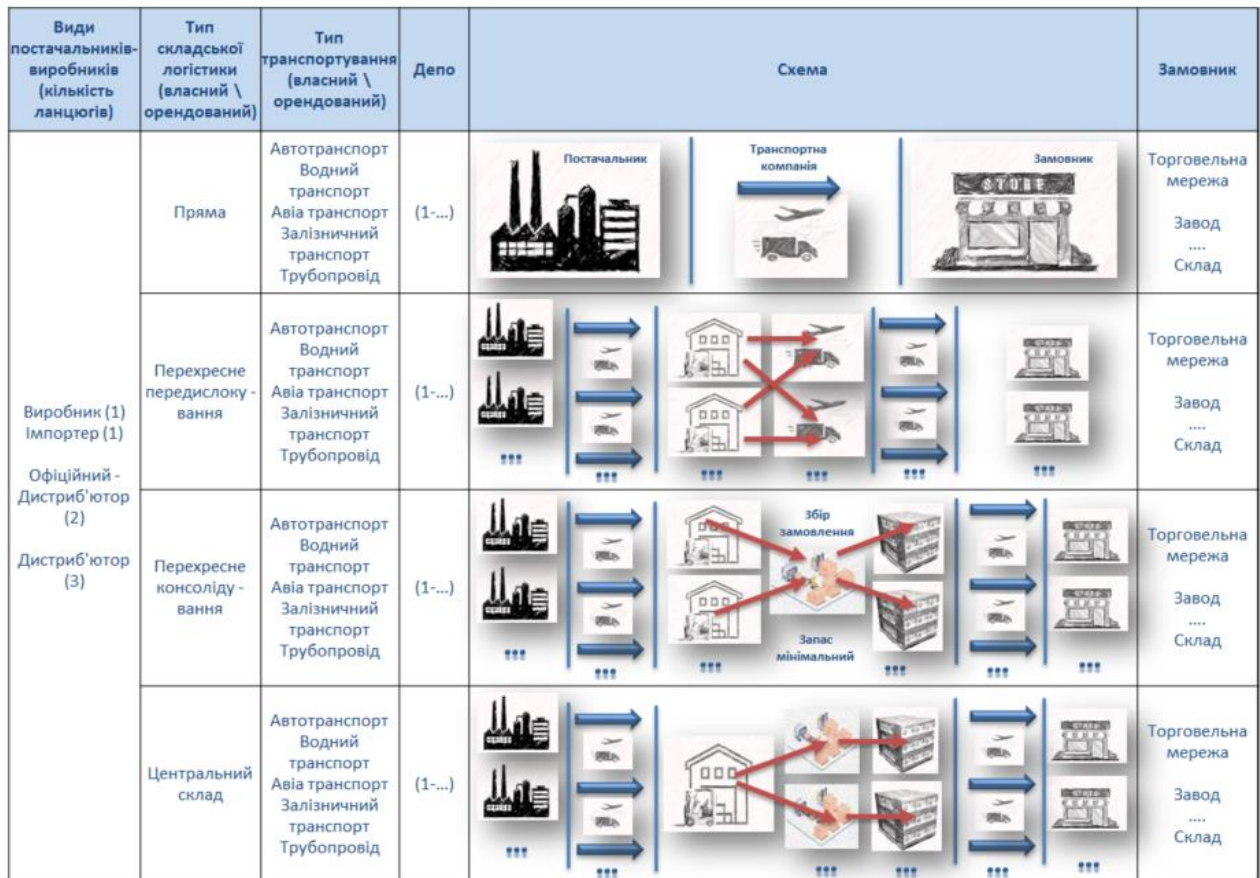 Види
постачальників-
виробників
(кількість
ланцюгів)
Тип
складської
логістики
(власний \
орендований)
Тип
транспортування
(власний \
орендований)
Депо
Схема
Замовник
Виробник (1)
Імпортер (1)
Офіційний -
Дистриб'ютор
(2)
Дистриб'ютор
(3)
Пряма
Автотранспорт
Водний
транспорт
Авіа транспорт
Залізничний
транспорт
Трубопровід
(1-...)
Постачальник
Транспортна
компанія
Замовник
STORE
Торговельна
мережа
Завод
....
Склад
Перехресне
передислоку -
вання
Автотранспорт
Водний
транспорт
Авіа транспорт
Залізничний
транспорт
Трубопровід
(1-...)
Торговельна
мережа
Завод
....
Склад
Перехресне
консоліду -
вання
Автотранспорт
Водний
транспорт
Авіа транспорт
Залізничний
транспорт
Трубопровід
(1-...)
Збір
замовлення
Запас
мінімальний
Торговельна
мережа
Завод
....
Склад
Центральний
склад
Автотранспорт
Водний
транспорт
Авіа транспорт
Залізничний
транспорт
Трубопровід
(1-...)
Торговельна
мережа
Завод
....
Склад